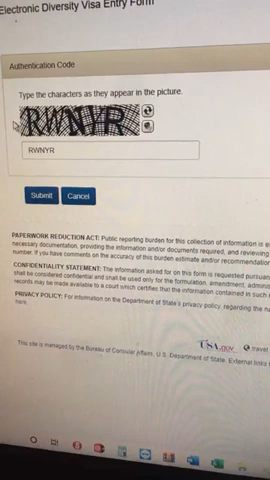 Electronic Diversity Visa Entry Form
Authentication Code
Type the characters as they appear in the picture.
RWNYR
RWNYR
Submit Cancel
PAPERWORK REDUCTION ACT: Public reporting burden for this collection of information is
necessary documentation, providing the information and/or documents required, and reviewing
number. If you have comments on the accuracy of this burden estimate and/or recommendation
CONFIDENTIALITY STATEMENT: The information asked for on this form is requested pursuan
shall be considered confidential and shall be used only for the formulation, amendment, adminis
records may be made available to a court which certifies that the information contained in such
PRIVACY POLICY: For information on the Department of State's privacy policy, regarding the
here.
USA.gov travel
This site is managed by the Bureau of Consular Affairs, U.S. Department of State. External links